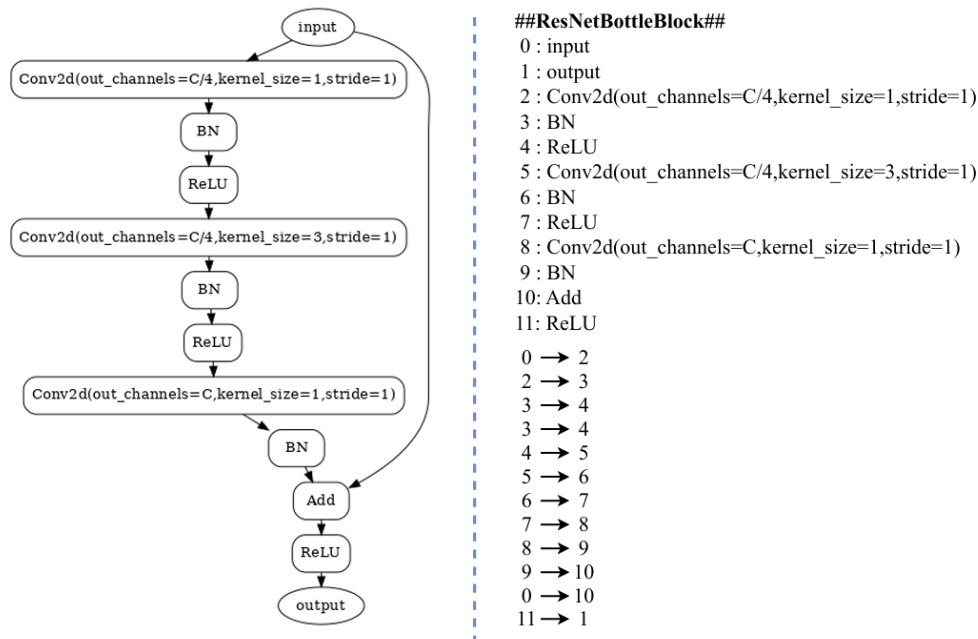 input
Conv2d(out_channels=C/4,kernel_size=1,stride=1)
BN
ReLU
Conv2d(out_channels=C/4,kernel_size=3,stride=1)
BN
ReLU
Conv2d(out_channels=C,kernel_size=1,stride=1)
BN
Add
ReLU
output
##ResNetBottleBlock##
0 : input
1 : output
2 : Conv2d(out_channels=C/4,kernel_size=1,stride=1)
3 : BN
4 : ReLU
5 : Conv2d(out_channels=C/4,kernel_size=3,stride=1)
6 : BN
7 : ReLU
8 : Conv2d(out_channels=C,kernel_size=1,stride=1)
9 : BN
10: Add
11: ReLU
0 → 2
2 → 3
3 → 4
3 → 4
4 → 5
5 → 6
6 → 7
7 → 8
8 → 9
9 → 10
0 → 10
11 → 1